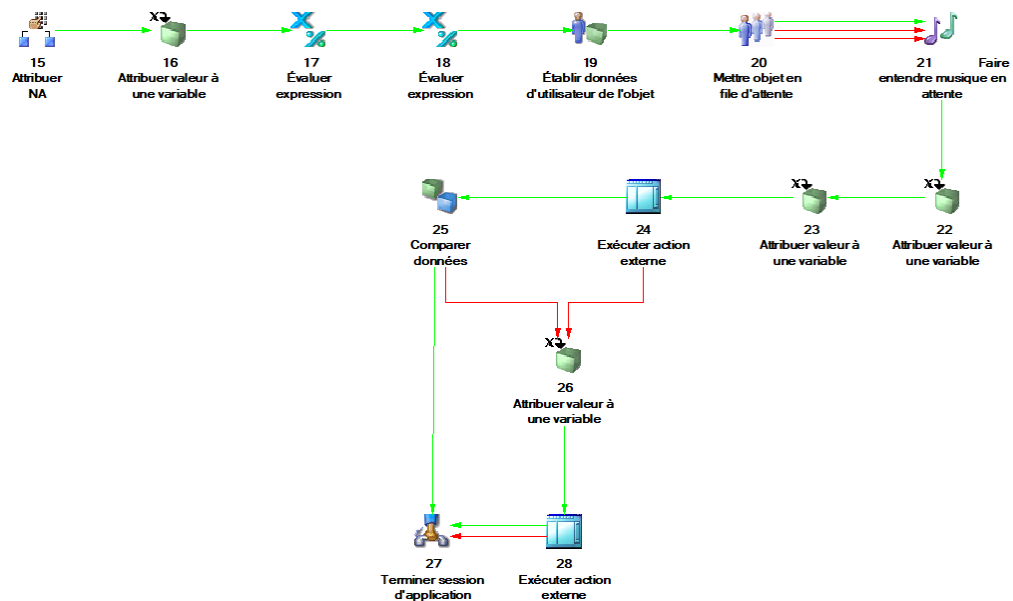 15
Attribuer
NA
16
Attribuer valeur à
une variable
17
Évaluer
expression
18
Évaluer
expression
19
Établir données
d'utilisateur de l'objet
20
Mettre objet en
file d'attente
21 Faire
entendre musique en
attente
25
Comparer
données
24
Exécuter action
externe
23
Attribuer valeur à
une variable
22
Attribuer valeur à
une variable
26
Attribuer valeur à
une variable
27
Terminer session
d'application
28
Exécuter action
externe